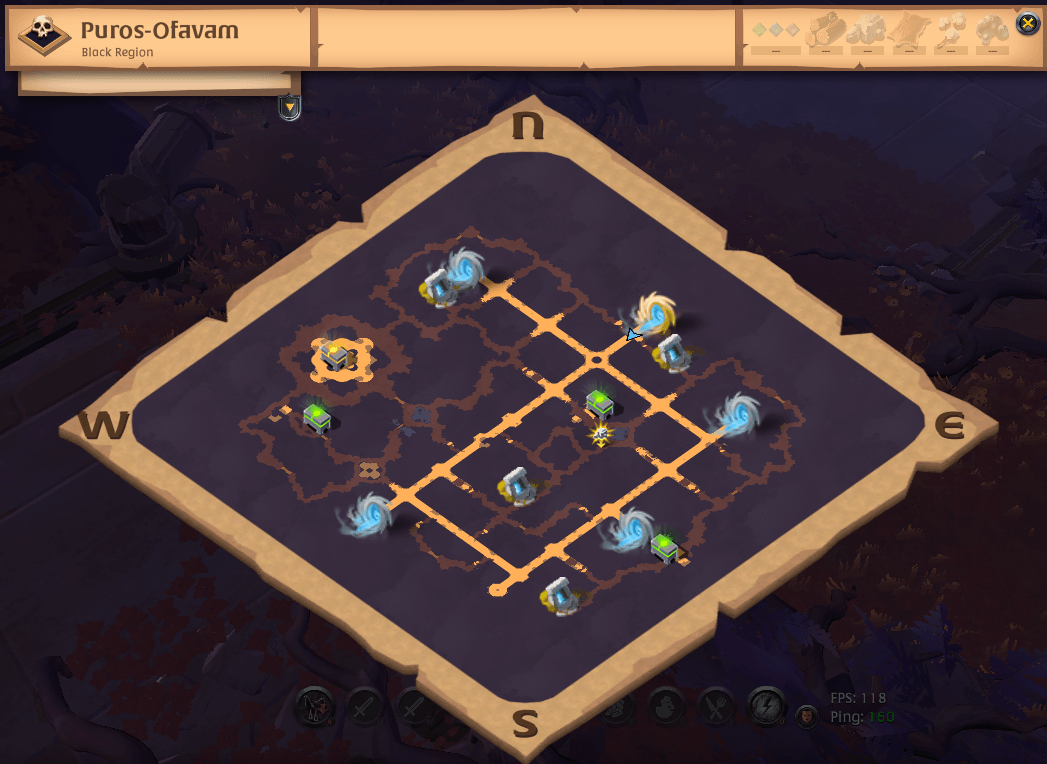 Puros-Ofavam
Black Region
--
--
--
--
--
--
N
W
E
S
FPS: 118
Ping: 160